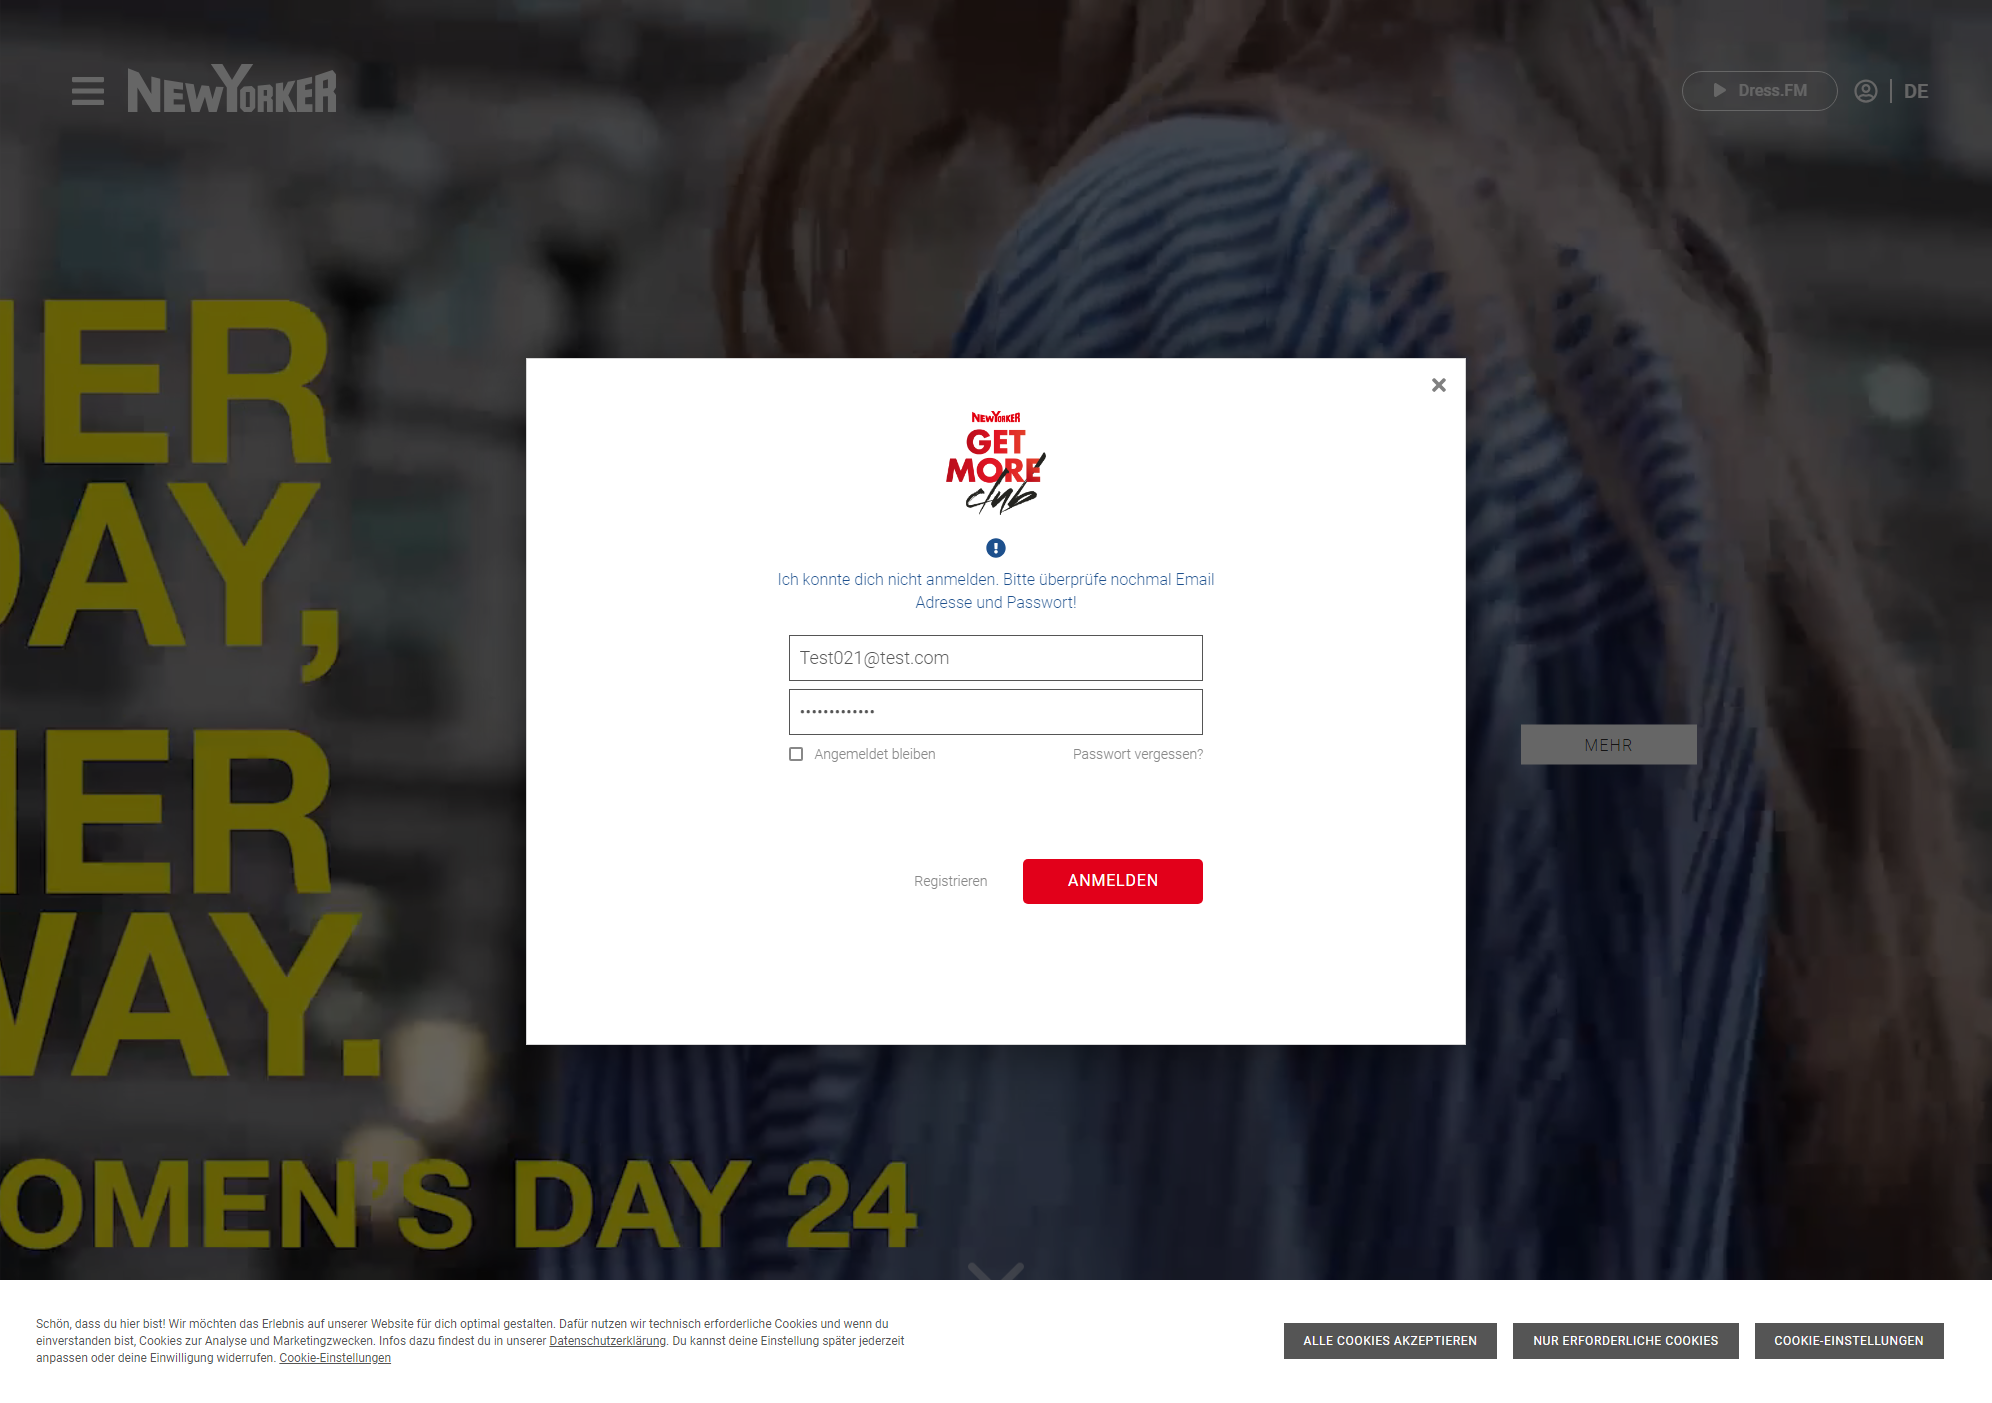 NEWYORKER
Dress.FM
DE
HER
DAY,
HER
WAY.
WOMEN'S DAY 24
NEWYORKER
GET
MORE
club
Ich konnte dich nicht anmelden. Bitte überprüfe nochmal Email
Adresse und Passwort!
Test021@test.com
•••••••••••••
Angemeldet bleiben
Passwort vergessen?
Registrieren
ANMELDEN
MEHR
Schön, dass du hier bist! Wir möchten das Erlebnis auf unserer Website für dich optimal gestalten. Dafür nutzen wir technisch erforderliche Cookies und wenn du
einverstanden bist, Cookies zur Analyse und Marketingzwecken. Infos dazu findest du in unserer Datenschutzerklärung. Du kannst deine Einstellung später jederzeit
anpassen oder deine Einwilligung widerrufen. Cookie-Einstellungen
ALLE COOKIES AKZEPTIEREN
NUR ERFORDERLICHE COOKIES
COOKIE-EINSTELLUNGEN